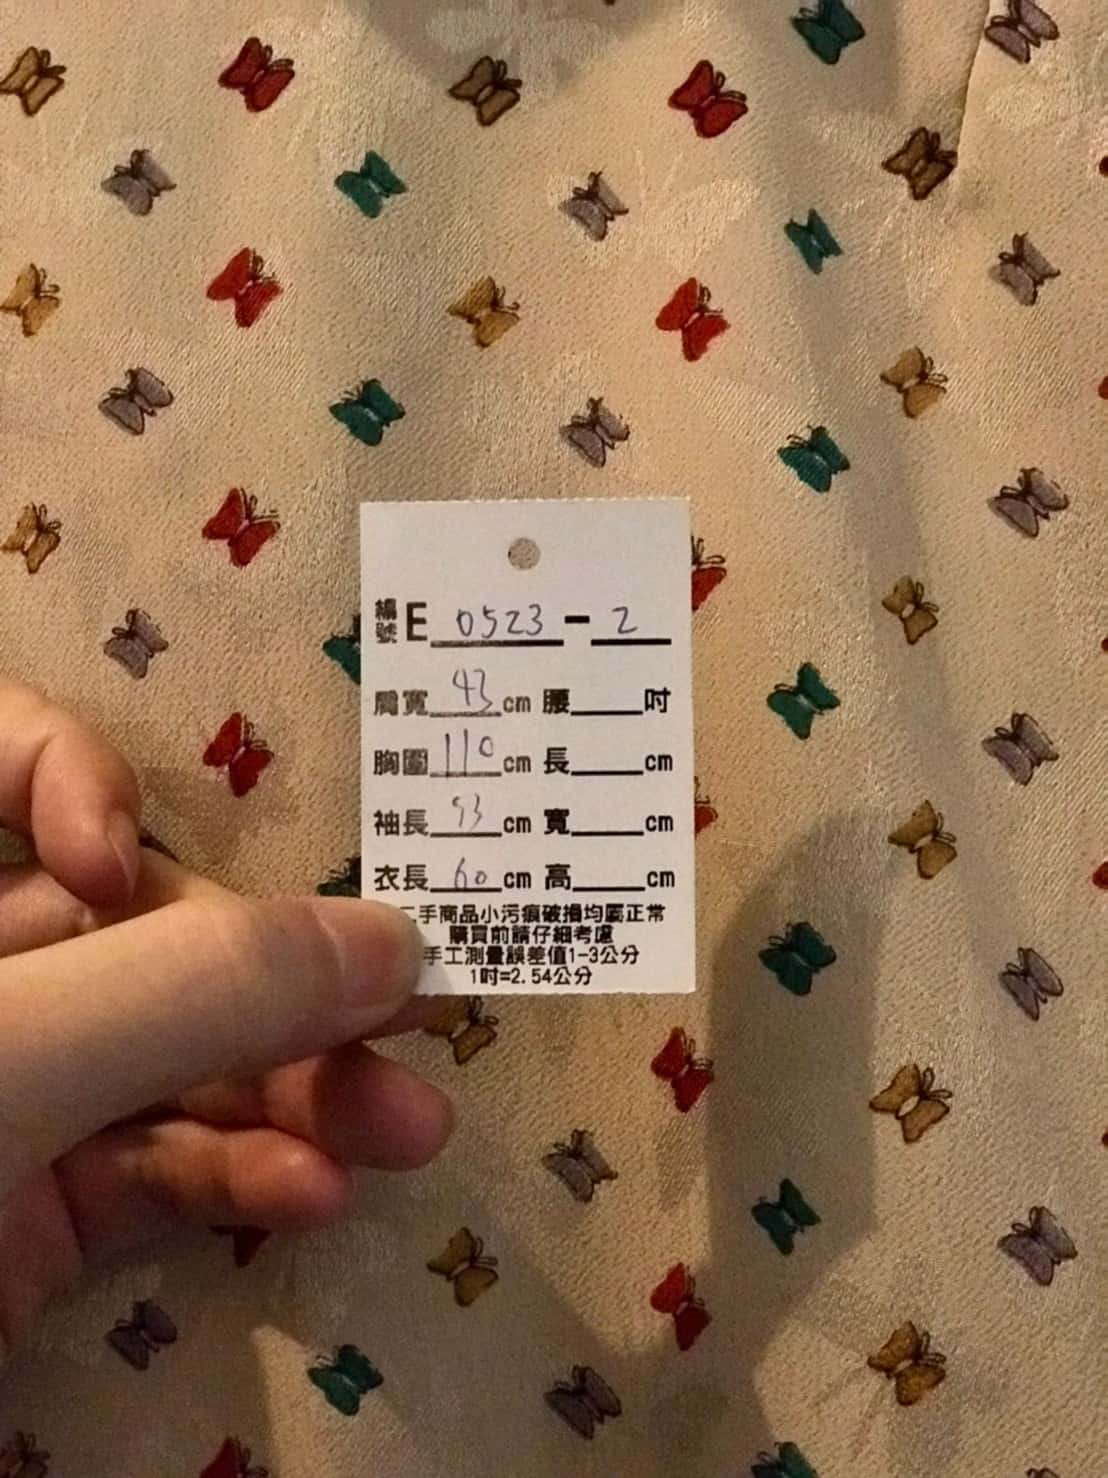 編號 E 0523-2
肩寬 43 cm 腰 吋
胸圍 110 cm 長 cm
袖長 53 cm 寬 cm
衣長 60 cm 高 cm
二手商品小污痕破損均屬正常
購買前請仔細考慮
手工測量誤差值1-3公分
1吋=2.54公分